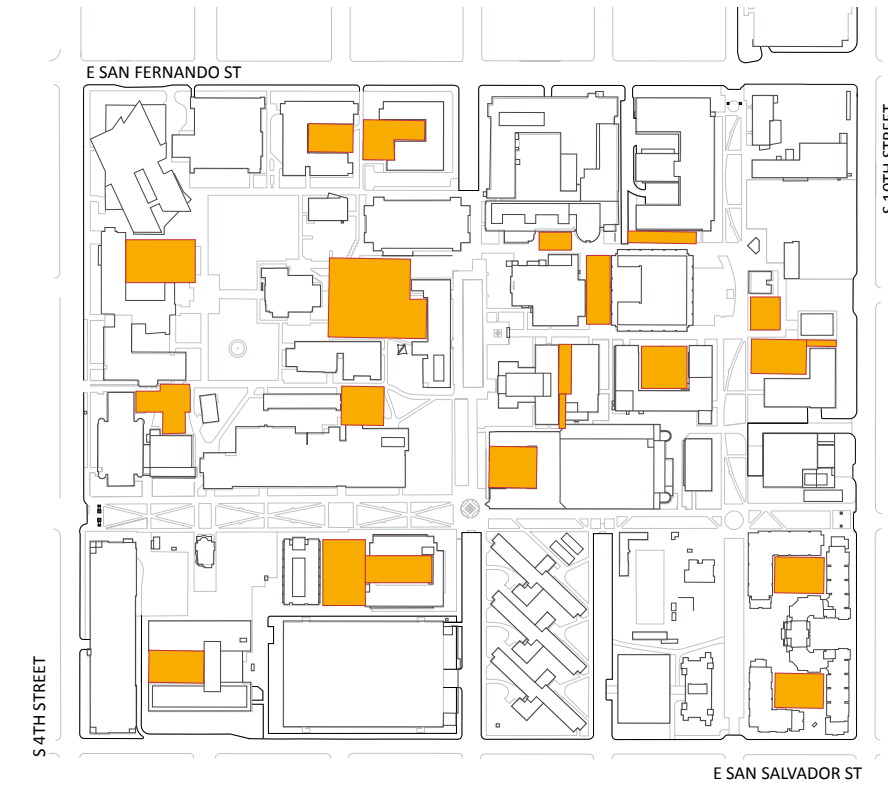 E SAN FERNANDO ST
S 10TH STREET
S 4TH STREET
E SAN SALVADOR ST